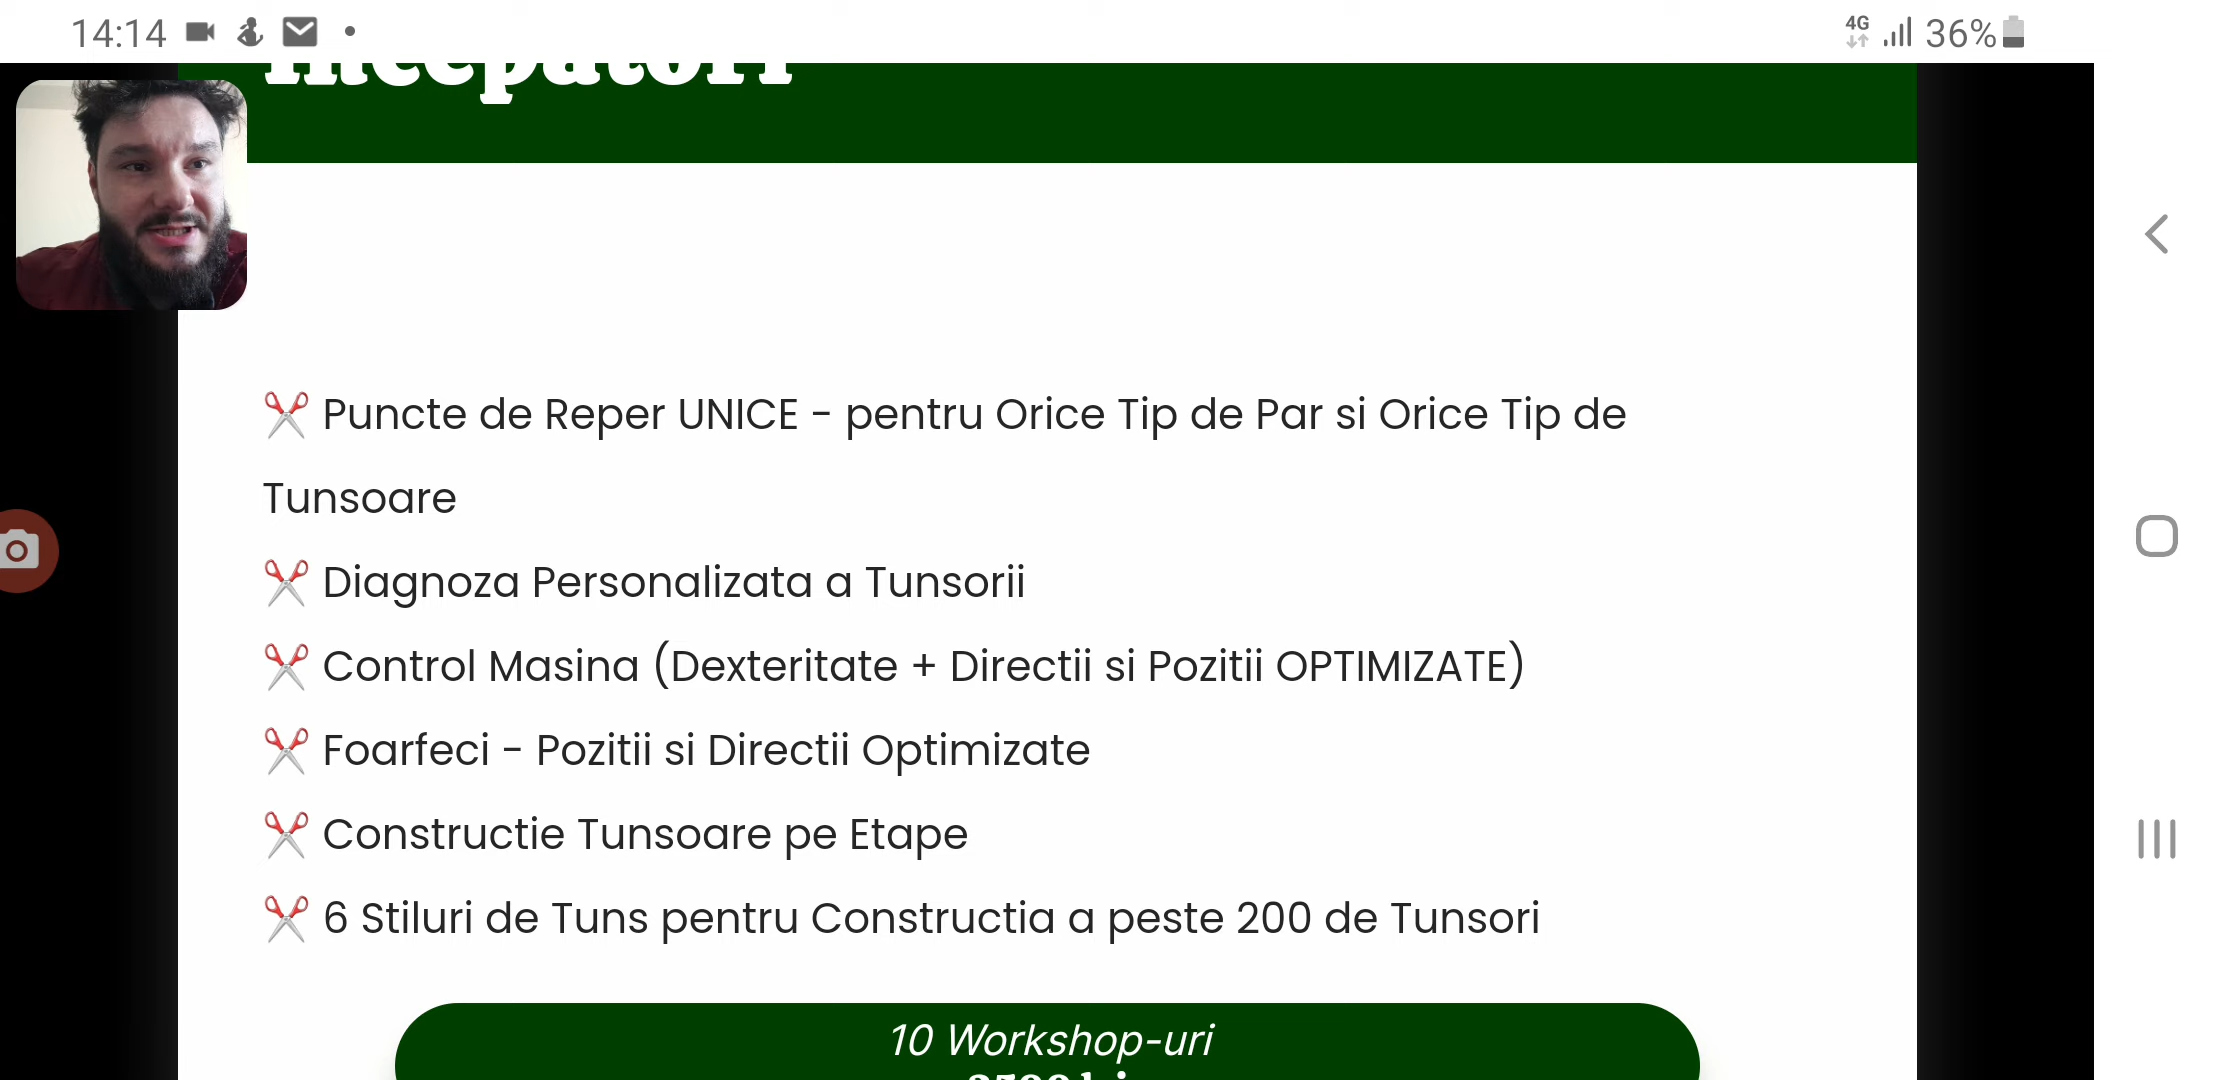 14:14
4G
36%
Incepatori
✂ Puncte de Reper UNICE - pentru Orice Tip de Par si Orice Tip de
Tunsoare
✂ Diagnoza Personalizata a Tunsorii
✂ Control Masina (Dexteritate + Directii si Pozitii OPTIMIZATE)
✂ Foarfeci - Pozitii si Directii Optimizate
✂ Constructie Tunsoare pe Etape
✂ 6 Stiluri de Tuns pentru Constructia a peste 200 de Tunsori
10 Workshop-uri